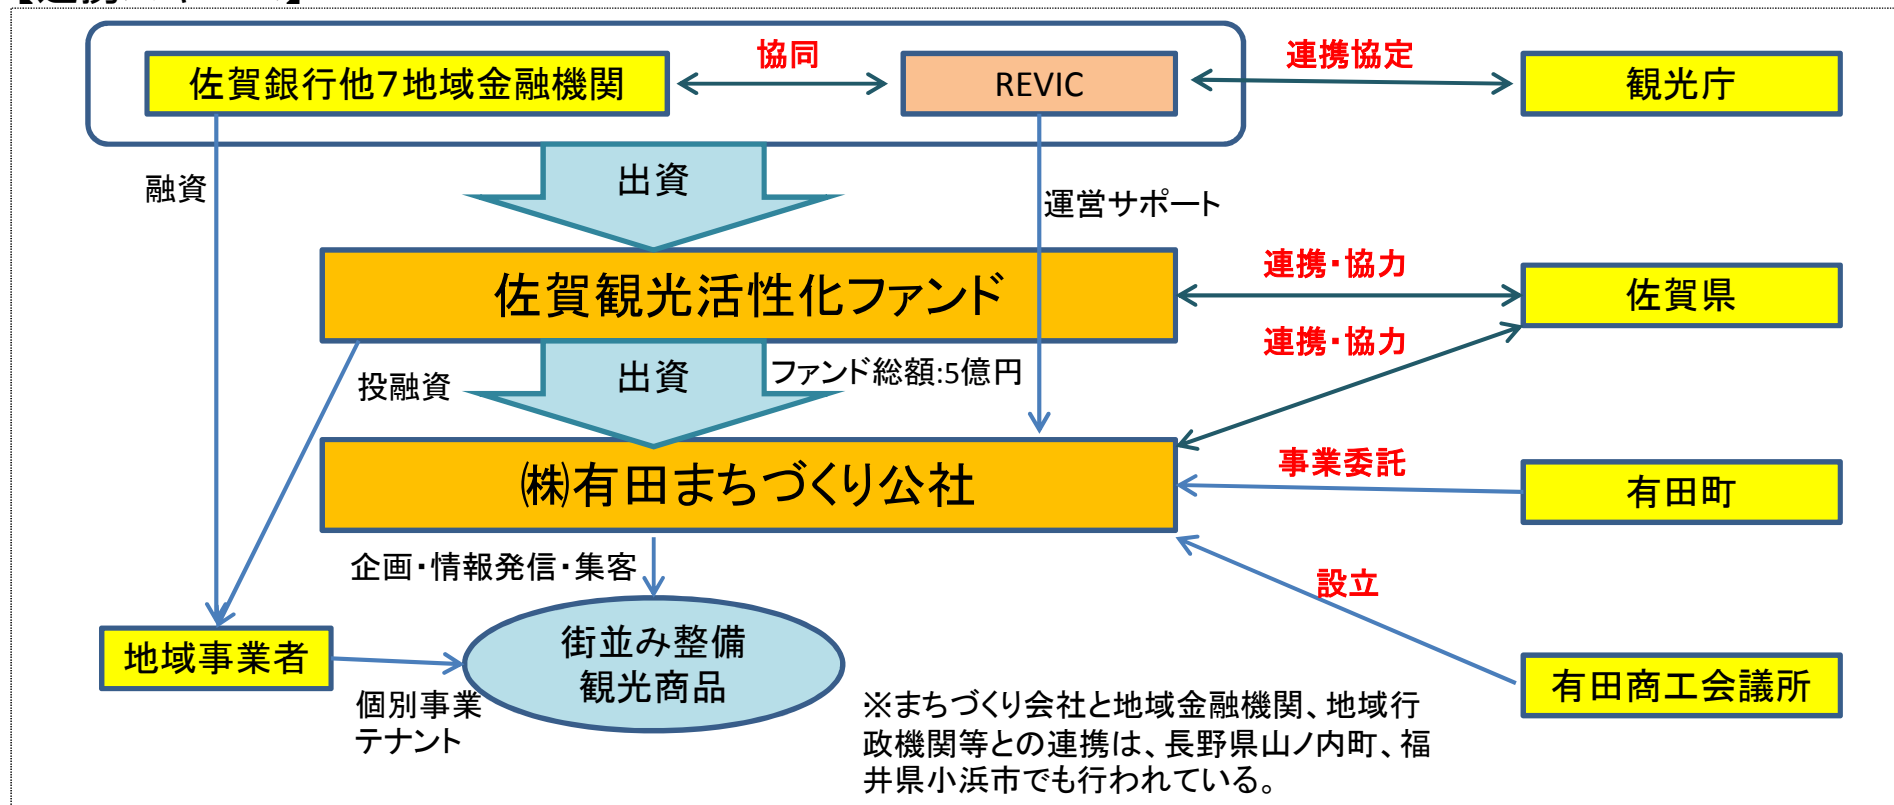 協同
連携協定
佐賀銀行他7地域金融機関
REVIC
観光庁
融資
出資
運営サポート
連携・協力
佐賀観光活性化ファンド
佐賀県
連携・協力
投融資
出資
ファンド総額:5億円
事業委託
㈱有田まちづくり公社
有田町
企画・情報発信・集客
設立
地域事業者
街並み整備
観光商品
有田商工会議所
個別事業
テナント
※まちづくり会社と地域金融機関、地域行
政機関等との連携は、長野県山ノ内町、福
井県小浜市でも行われている。